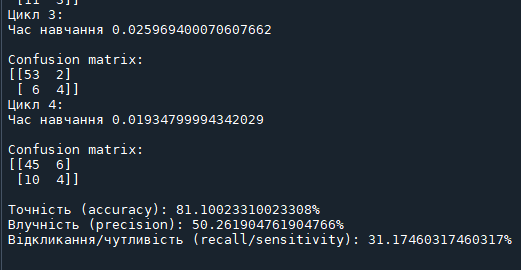 [11  3]]
Цикл 3:
Час навчання 0.025969400070607662
Confusion matrix:
[[53  2]
[ 6  4]]
Цикл 4:
Час навчання 0.01934799994342029
Confusion matrix:
[[45  6]
[10  4]]
Точність (accuracy): 81.10023310023308%
Влучність (precision): 50.261904761904766%
Відкликання/чутливість (recall/sensitivity): 31.17460317460317%